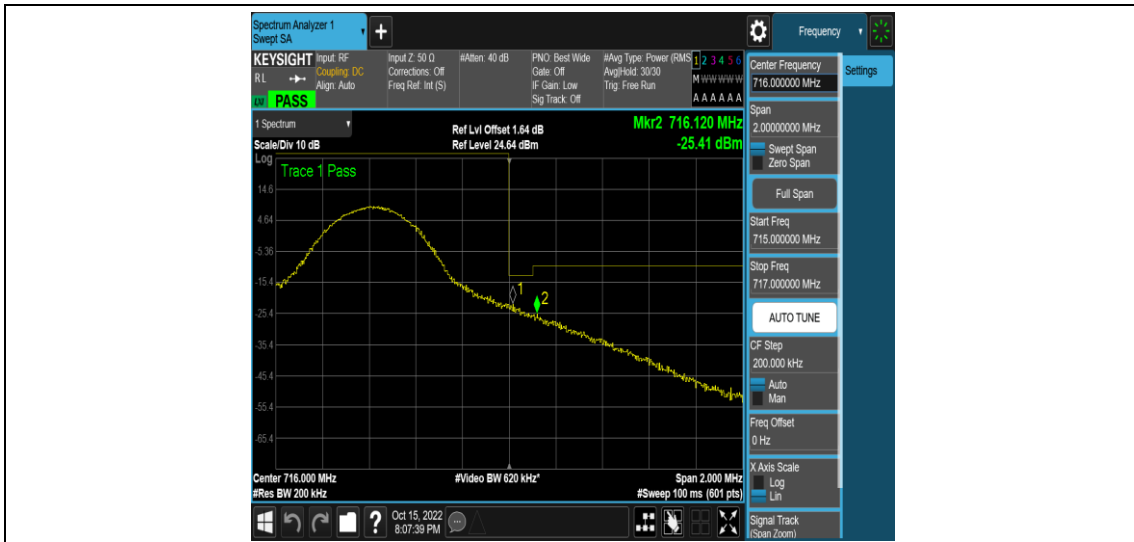 Spectrum Analyzer 1
Swept SA
+
Frequency
KEYSIGHT
RL
LM PASS
Input: RF
Coupling: DC
Align: Auto
Input Z: 50 Ω
Corrections: Off
Freq Ref: Int (S)
#Atten: 40 dB
PNO: Best Wide
Gate: Off
IF Gain: Low
Sig Track: Off
#Avg Type: Power (RMS
Avg|Hold: 30/30
Trig: Free Run
1 2 3 4 5 6
M W W W W W
A A A A A A
1 Spectrum
Scale/Div 10 dB
Ref Lvl Offset 1.64 dB
Ref Level 24.64 dBm
Mkr2 716.120 MHz
-25.41 dBm
Log
Trace 1 Pass
14.6
4.64
-5.36
-15.4
-25.4
-35.4
-45.4
-55.4
-65.4
1
2
Center 716.000 MHz
#Res BW 200 kHz
#Video BW 620 kHz*
Span 2.000 MHz
#Sweep 100 ms (601 pts)
?
Oct 15, 2022
8:07:39 PM
Center Frequency
716.000000 MHz
Settings
Span
2.00000000 MHz
Swept Span
Zero Span
Full Span
Start Freq
715.000000 MHz
Stop Freq
717.000000 MHz
AUTO TUNE
CF Step
200.000 kHz
Auto
Man
Freq Offset
0 Hz
X Axis Scale
Log
Lin
Signal Track
(Span Zoom)